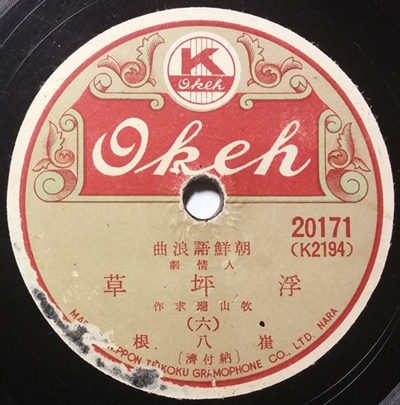 K
Okeh
Okeh
20171
(K2194)
朝鮮語浪曲
人情劇
浮坪草
牧山瑞求作
(六)
崔八根
[納付濟]
NIPPON TEIKOKU GRAMOPHONE CO., LTD. NARA